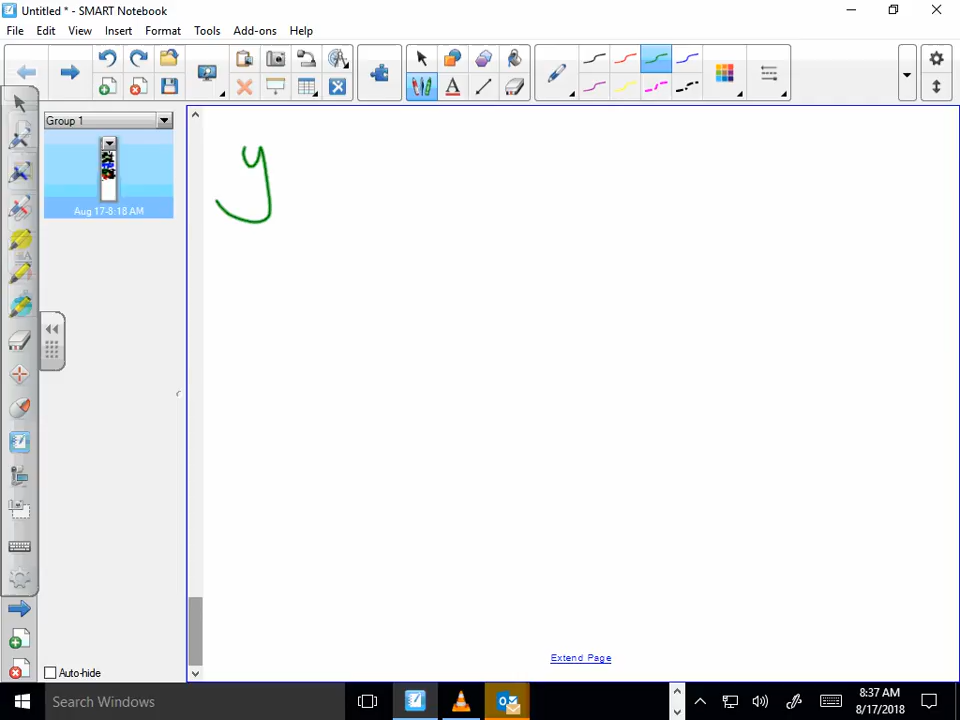 Untitled * - SMART Notebook
File Edit View Insert Format Tools Add-ons Help
Group 1
Aug 17-8:18 AM
y
Extend Page
Auto-hide
Search Windows
8:37 AM
8/17/2018